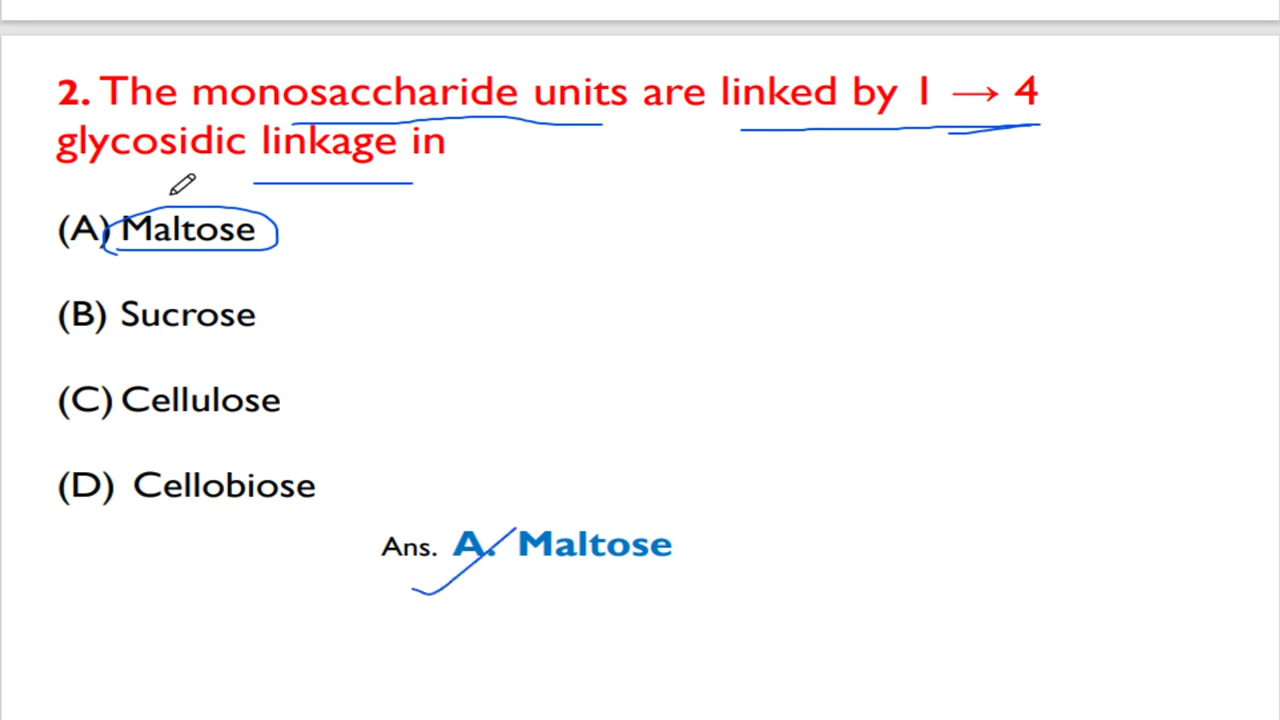 2. The monosaccharide units are linked by 1 → 4
glycosidic linkage in
(A) Maltose
(B) Sucrose
(C) Cellulose
(D) Cellobiose
Ans. A. Maltose